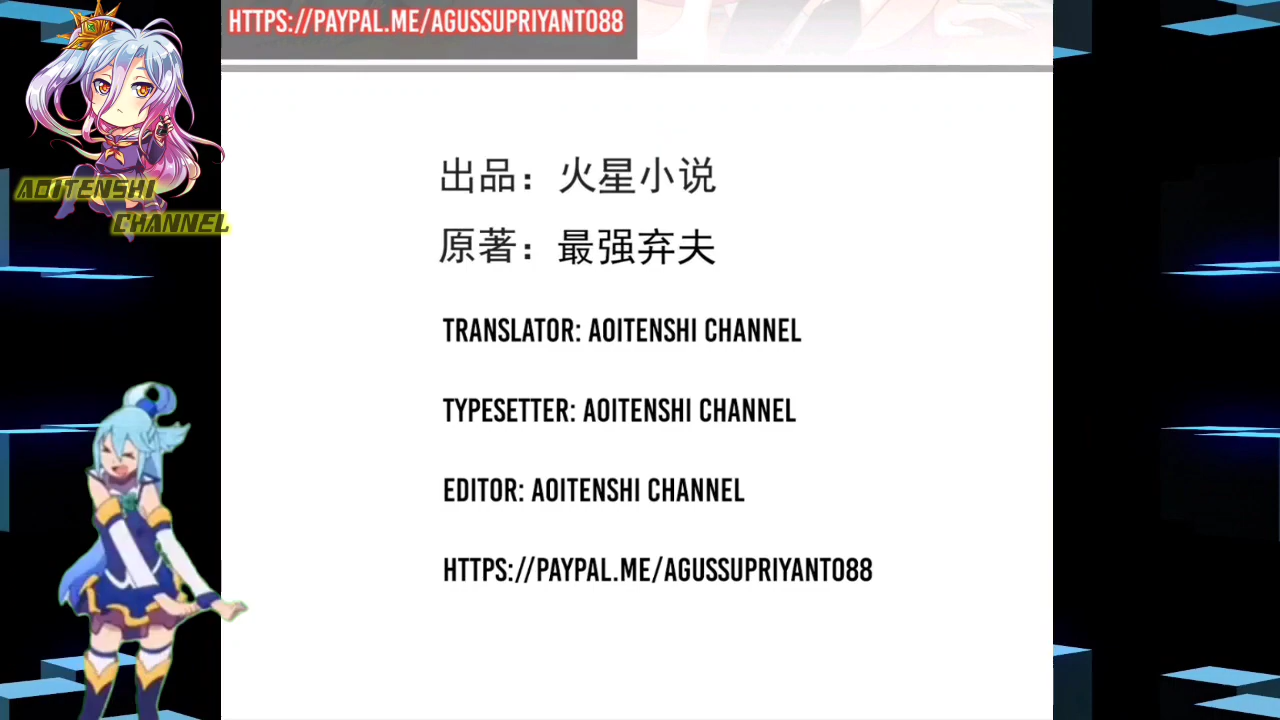 HTTPS://PAYPAL.ME/AGUSSUPRIYANTO88
AOITENSHI
CHANNEL
出品：火星小说
原著：最强弃夫
TRANSLATOR: AOITENSHI CHANNEL
TYPESETTER: AOITENSHI CHANNEL
EDITOR: AOITENSHI CHANNEL
HTTPS://PAYPAL.ME/AGUSSUPRIYANTO88